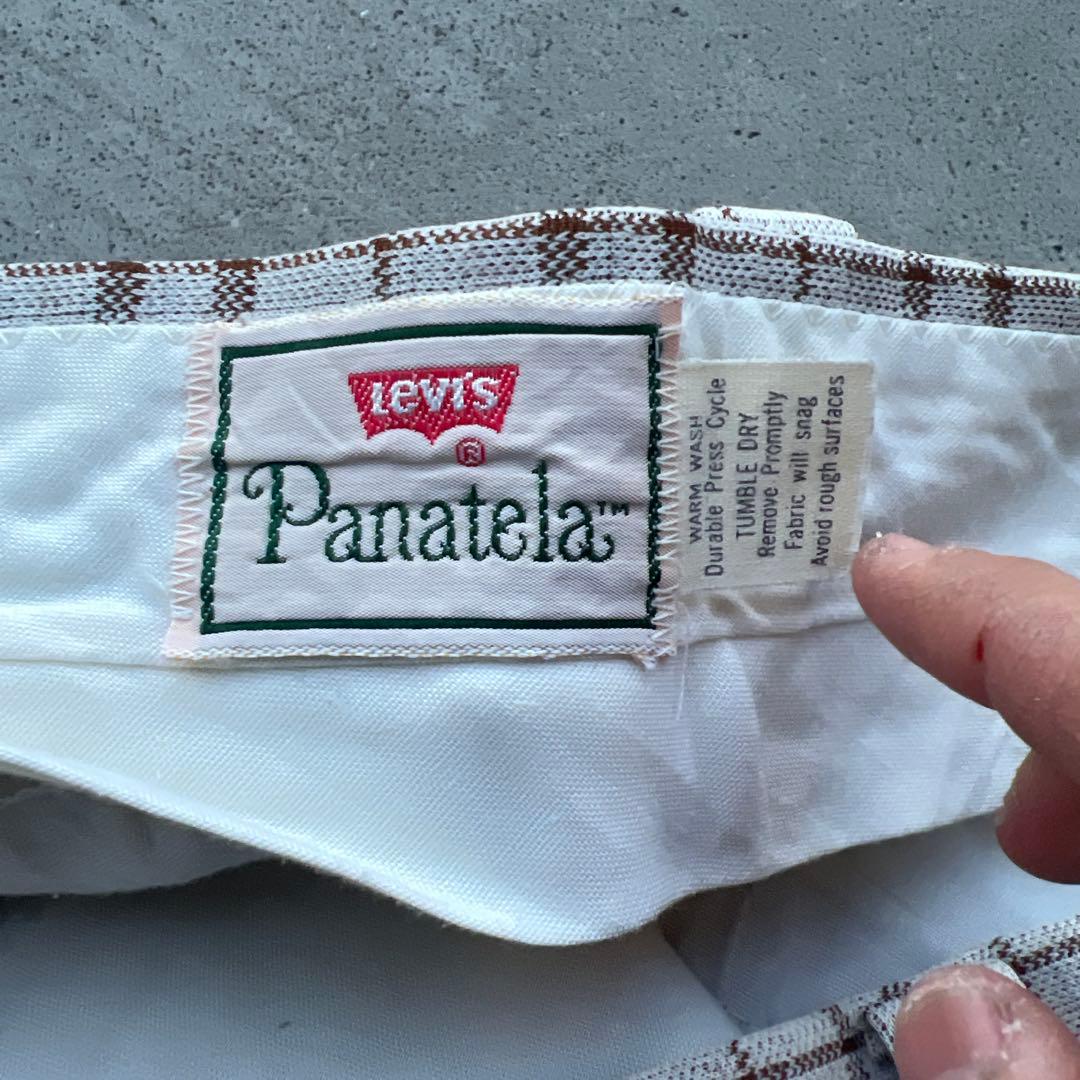 Levi's
®
Panatela™
WARM WASH
Durable Press Cycle
TUMBLE DRY
Remove Promptly
Fabric will snag
Avoid rough surfaces